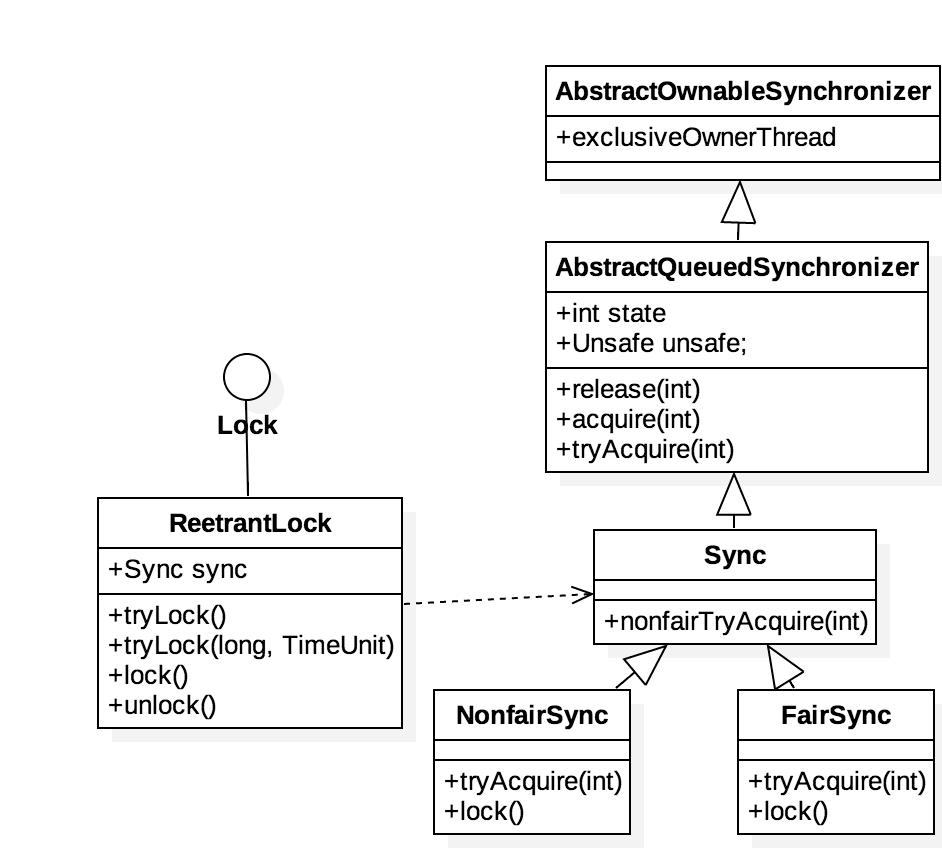 AbstractOwnableSynchronizer
+exclusiveOwnerThread
AbstractQueuedSynchronizer
+int state
+Unsafe unsafe;
+release(int)
+acquire(int)
+tryAcquire(int)
Lock
ReetrantLock
+Sync sync
+tryLock()
+tryLock(long, TimeUnit)
+lock()
+unlock()
Sync
+nonfairTryAcquire(int)
NonfairSync
+tryAcquire(int)
+lock()
FairSync
+tryAcquire(int)
+lock()